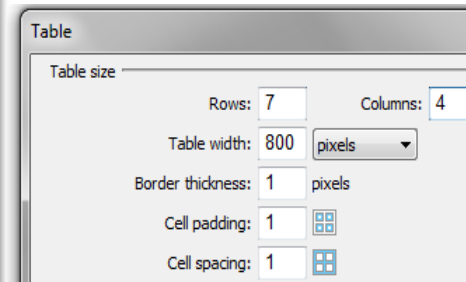 Table
Table size
Rows: 7 Columns: 4
Table width: 800 pixels
Border thickness: 1 pixels
Cell padding: 1
Cell spacing: 1